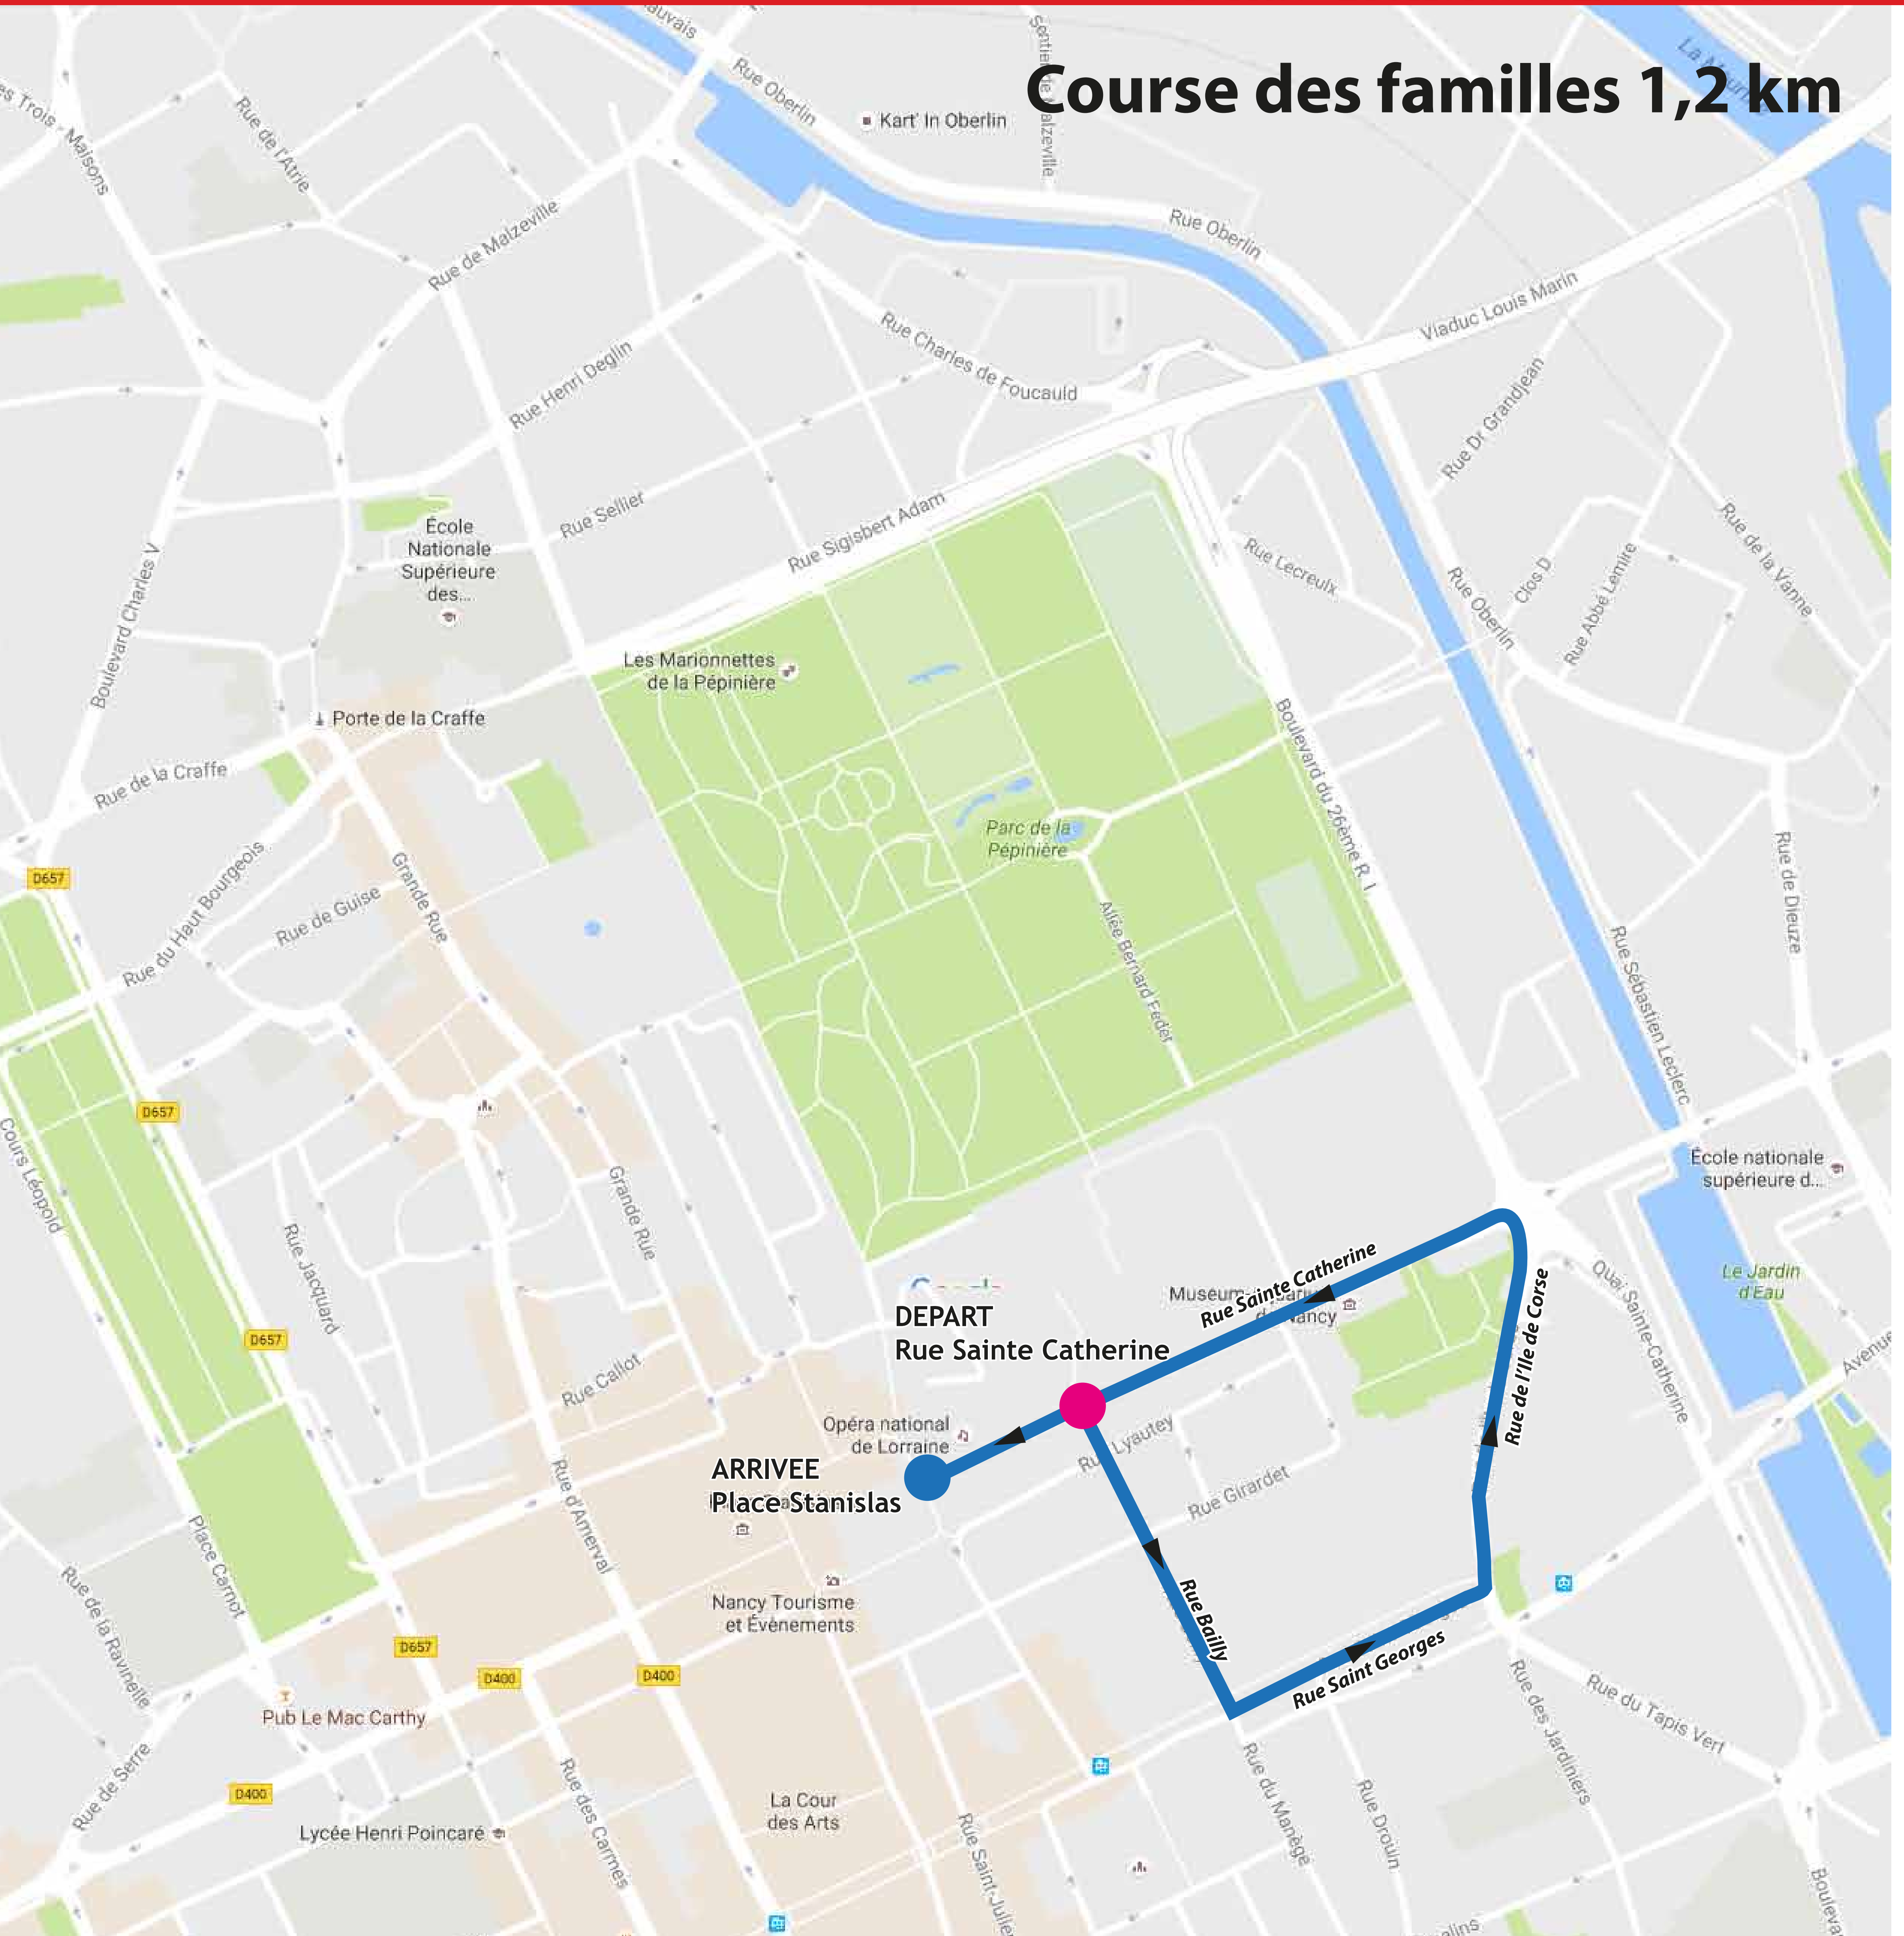 Course des familles 1,2 km
Rue Oberlin
Kart' In Oberlin
La Meurthe
Rue de l'Atrie
Rue Oberlin
Rue de Malzeville
Viaduc Louis Marin
Rue Charles de Foucauld
Rue Henri Deglin
Rue Dr Grandjean
Rue Sellier
Rue Sigisbert Adam
École
Nationale
Supérieure
des...
Rue Lecreulx
Rue Oberlin
Clos D
Rue Abbé Lemire
Rue de la Vanne
Boulevard Charles V
Les Marionnettes
de la Pépinière
Porte de la Craffe
Rue de la Craffe
Boulevard du 26ème R. I
Parc de la
Pépinière
D657
Rue du Haut Bourgeois
Rue de Guise
Grande Rue
Allée Bernard Feder
Rue de Dieuze
Rue Sébastien Leclerc
D657
Cours Léopold
École nationale
supérieure d...
Grande Rue
Rue Jacquard
Le Jardin
d'Eau
Quai Sainte-Catherine
Rue Sainte Catherine
Rue de l'Ile de Corse
DEPART
Rue Sainte Catherine
D657
Rue Callot
Avenue
Opéra national
de Lorraine
Lyautey
Rue Girardet
ARRIVEE
Place Stanislas
Rue d'Amerval
Place Carnot
Rue de la Ravinelle
Nancy Tourisme
et Évènements
Rue Bailly
Rue Saint Georges
D657
D400
D400
Pub Le Mac Carthy
Rue des Jardiniers
Rue du Tapis Vert
Rue de Serre
D400
Rue des Carmes
La Cour
des Arts
Rue du Manège
Rue Drouin
Lycée Henri Poincaré
Rue Saint-Julien